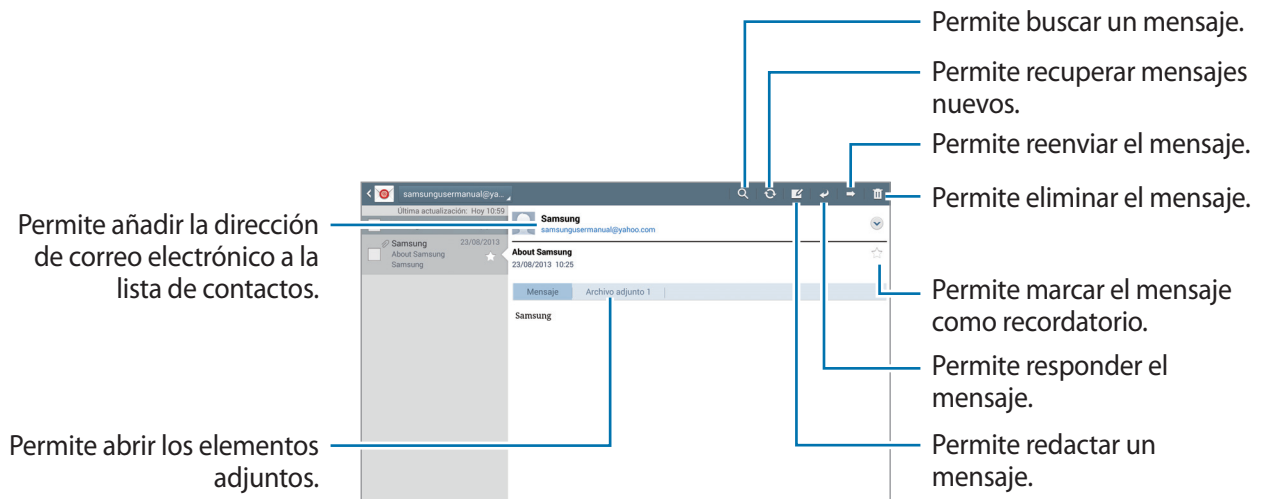 Permite buscar un mensaje.
Permite recuperar mensajes
nuevos.
Permite reenviar el mensaje.
Permite eliminar el mensaje.
samsungusermanual@ya...
Última actualización: Hoy 10:59
Samsung
samsungusermanual@yahoo.com
Samsung 23/08/2013
About Samsung
Samsung
About Samsung
23/08/2013 10:25
Mensaje Archivo adjunto 1
Samsung
Permite añadir la dirección
de correo electrónico a la
lista de contactos.
Permite marcar el mensaje
como recordatorio.
Permite responder el
mensaje.
Permite abrir los elementos
adjuntos.
Permite redactar un
mensaje.